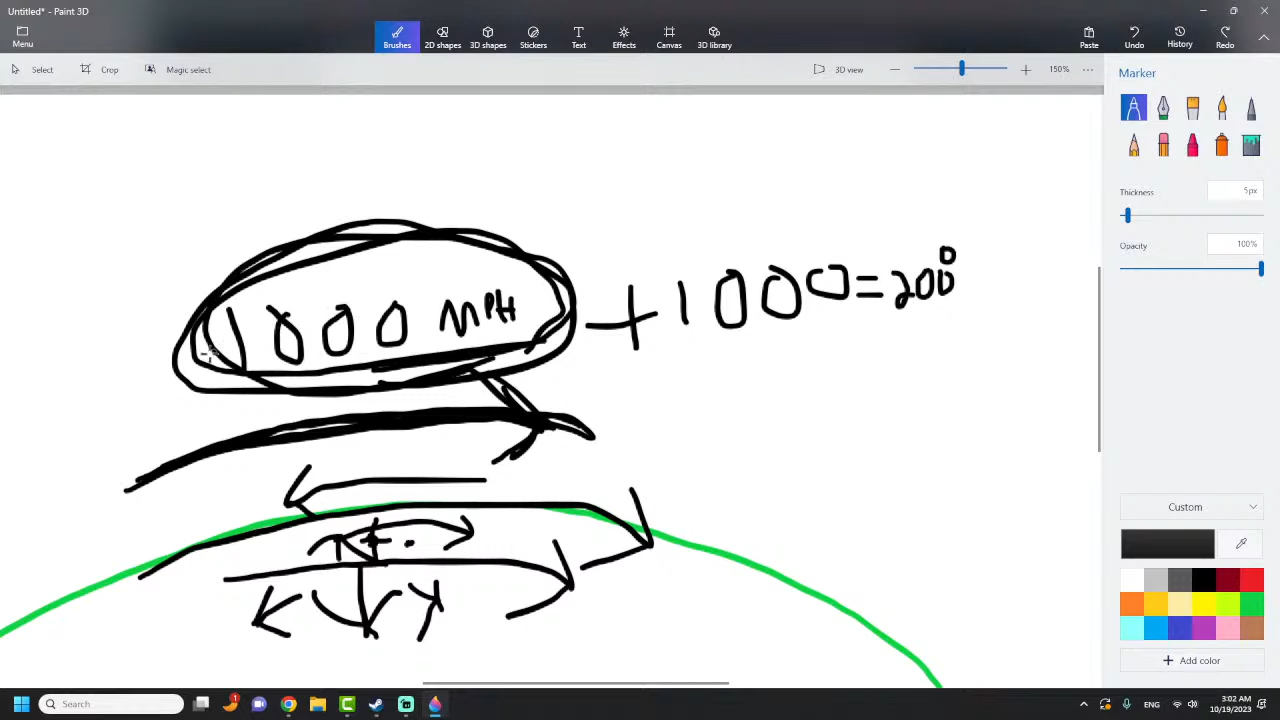 Untitled* - Paint 3D
Menu
Brushes
2D shapes
3D shapes
Stickers
Text
Effects
Canvas
3D library
Paste
Undo
History
Redo
Select
Crop
Magic select
3D view
150%
Marker
Thickness
5px
Opacity
100%
1000 MPH + 1000 = 2000
Custom
Add color
Search
1
ENG
3:02 AM
10/19/2023